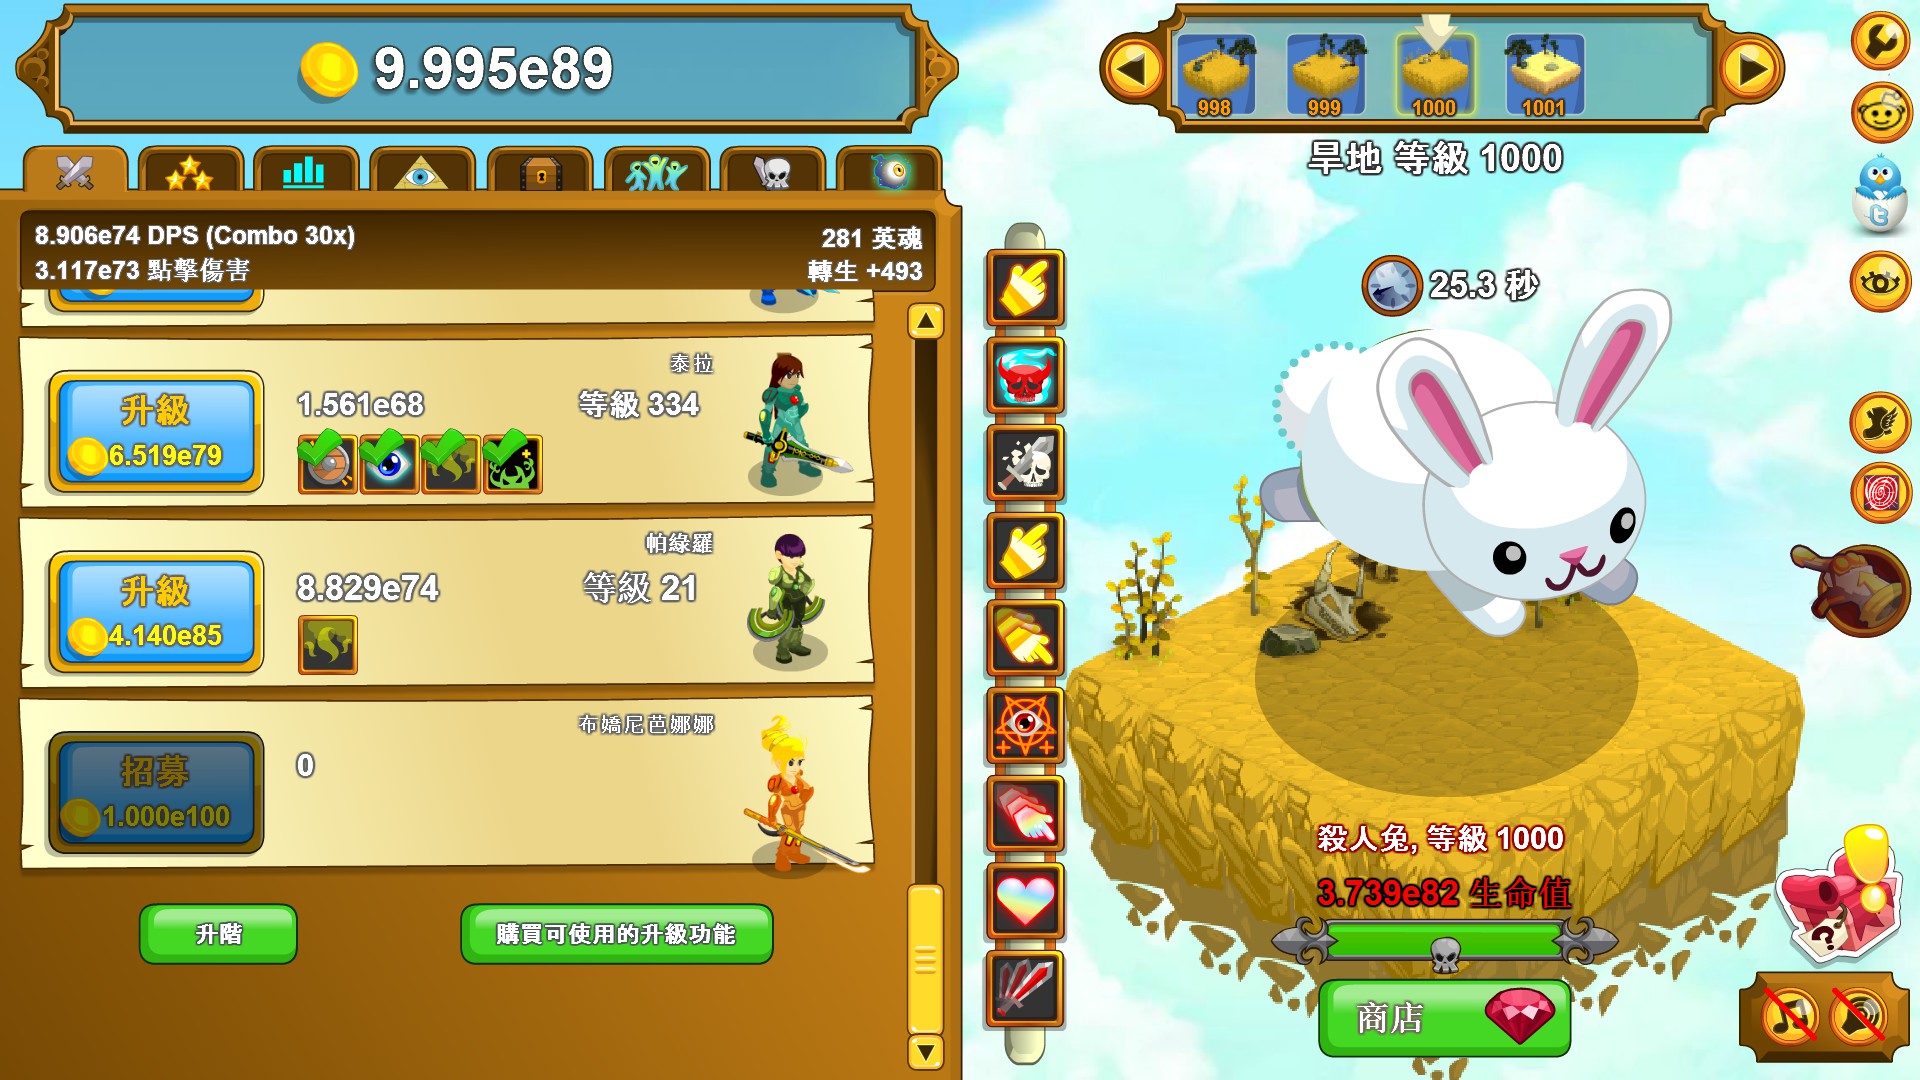 9.995e89
998
999
1000
1001
旱地 等級 1000
8.906e74 DPS (Combo 30x)
281 英魂
3.117e73 點擊傷害
轉生 +493
25.3 秒
泰拉
升級
6.519e79
1.561e68
等級 334
帕綠羅
升級
4.140e85
8.829e74
等級 21
布嬌尼芭娜娜
招募
1.000e100
0
升階
購買可使用的升級功能
殺人兔, 等級 1000
3.739e82 生命值
商店
?